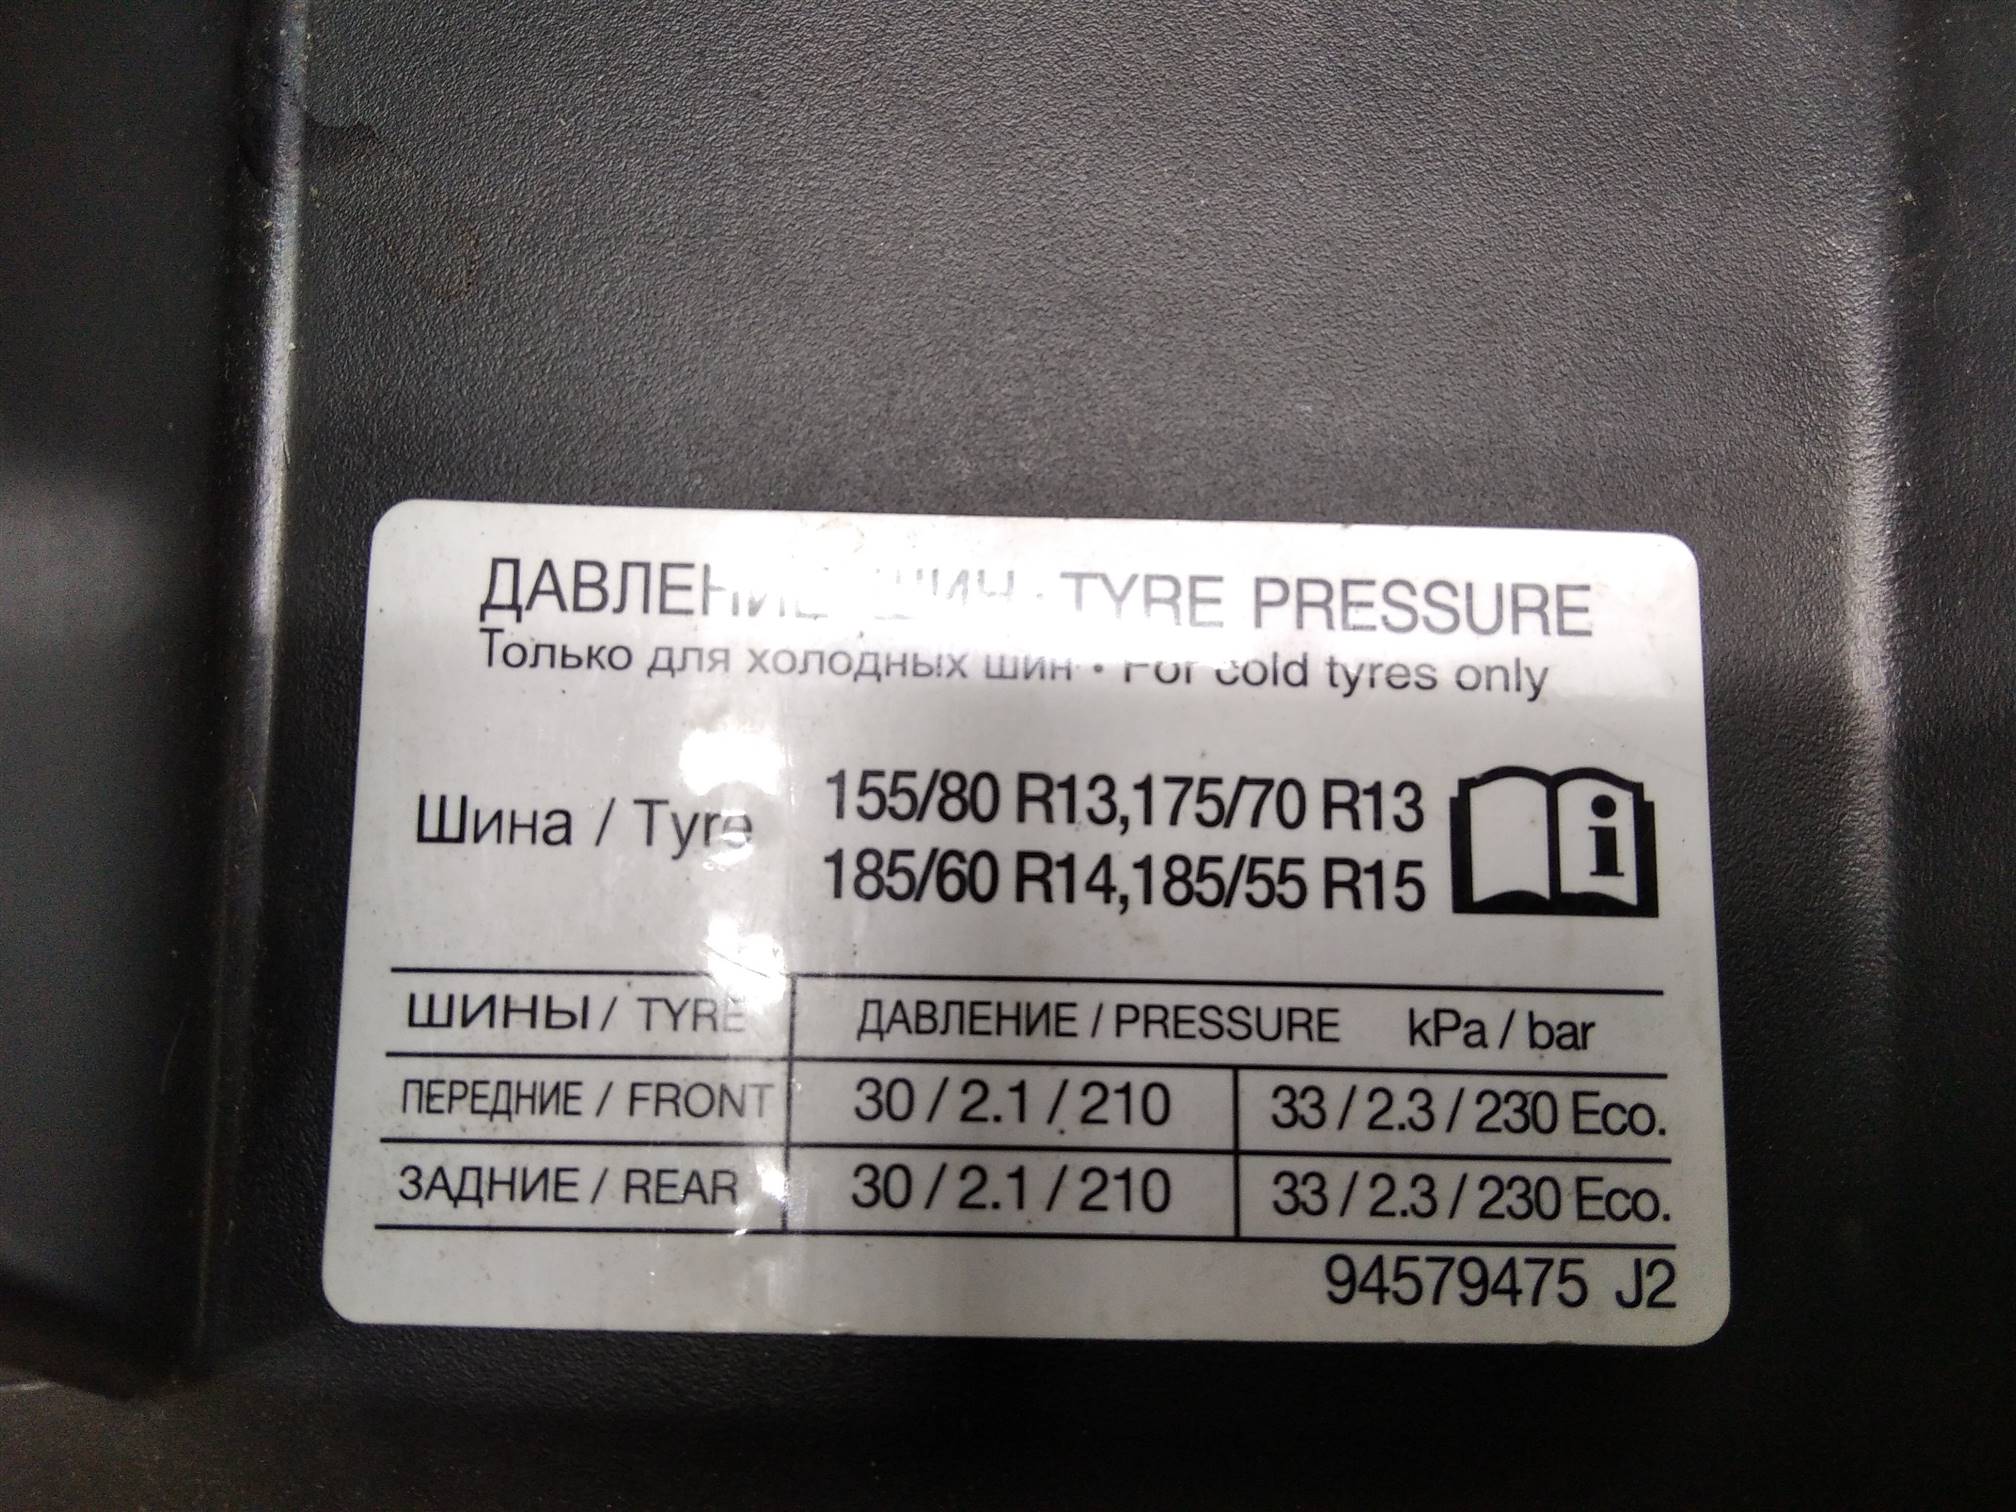 ДАВЛЕНИЕ ШИН · TYRE PRESSURE
Только для холодных шин • For cold tyres only
Шина / Tyre
155/80 R13,175/70 R13
185/60 R14,185/55 R15
i
ШИНЫ / TYRE ДАВЛЕНИЕ / PRESSURE kPa / bar
ПЕРЕДНИЕ / FRONT 30 / 2.1 / 210 33 / 2.3 / 230 Eco.
ЗАДНИЕ / REAR 30 / 2.1 / 210 33 / 2.3 / 230 Eco.
94579475 J2